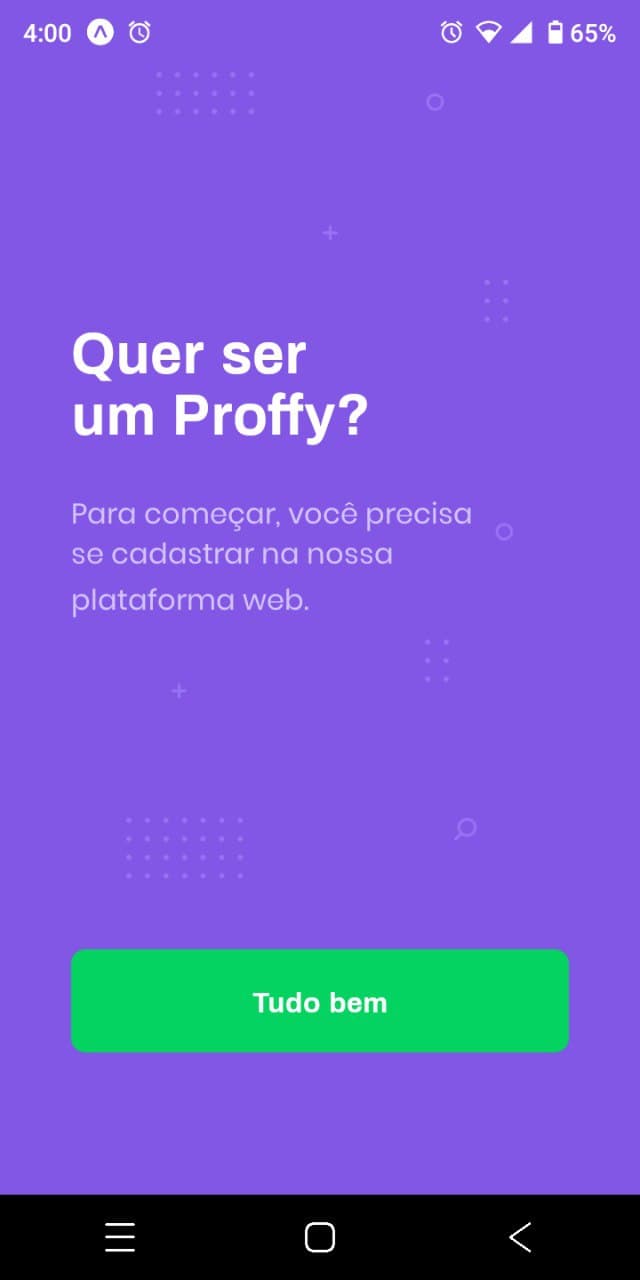 4:00
65%
Quer ser
um Proffy?
Para começar, você precisa
se cadastrar na nossa
plataforma web.
Tudo bem